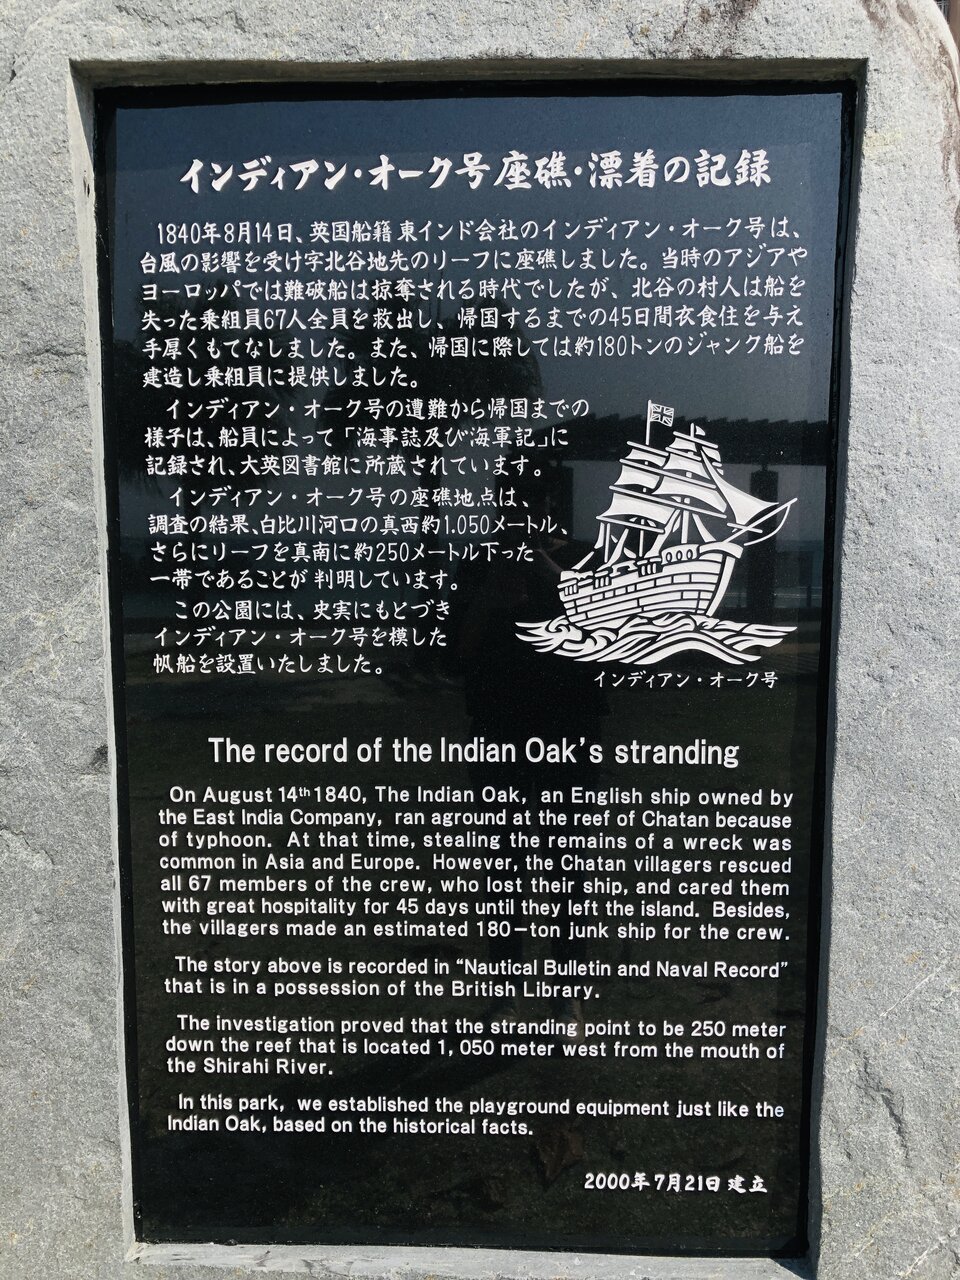 インディアン・オーク号座礁・漂着の記録
1840年8月14日、英国船籍東インド会社のインディアン・オーク号は、
台風の影響を受け字北谷地先のリーフに座礁しました。当時のアジアや
ヨーロッパでは難破船は掠奪される時代でしたが、北谷の村人は船を
失った乗組員67人全員を救出し、帰国するまでの45日間衣食住を与え
手厚くもてなしました。また、帰国に際しては約180トンのジャンク船を
建造し乗組員に提供しました。
インディアン・オーク号の遭難から帰国までの
様子は、船員によって「海事誌及び海軍記」に
記録され、大英図書館に所蔵されています。
インディアン・オーク号の座礁地点は、
調査の結果、白比川河口の真西約1.050メートル、
さらにリーフを真南に約250メートル下った
一帯であることが判明しています。
この公園には、史実にもとづき
インディアン・オーク号を模した
帆船を設置いたしました。
インディアン・オーク号
The record of the Indian Oak's stranding
On August 14th 1840, The Indian Oak, an English ship owned by
the East India Company, ran aground at the reef of Chatan because
of typhoon. At that time, stealing the remains of a wreck was
common in Asia and Europe. However, the Chatan villagers rescued
all 67 members of the crew, who lost their ship, and cared them
with great hospitality for 45 days until they left the island. Besides,
the villagers made an estimated 180-ton junk ship for the crew.
The story above is recorded in "Nautical Bulletin and Naval Record"
that is in a possession of the British Library.
The investigation proved that the stranding point to be 250 meter
down the reef that is located 1, 050 meter west from the mouth of
the Shirahi River.
In this park, we established the playground equipment just like the
Indian Oak, based on the historical facts.
2000年7月21日 建立